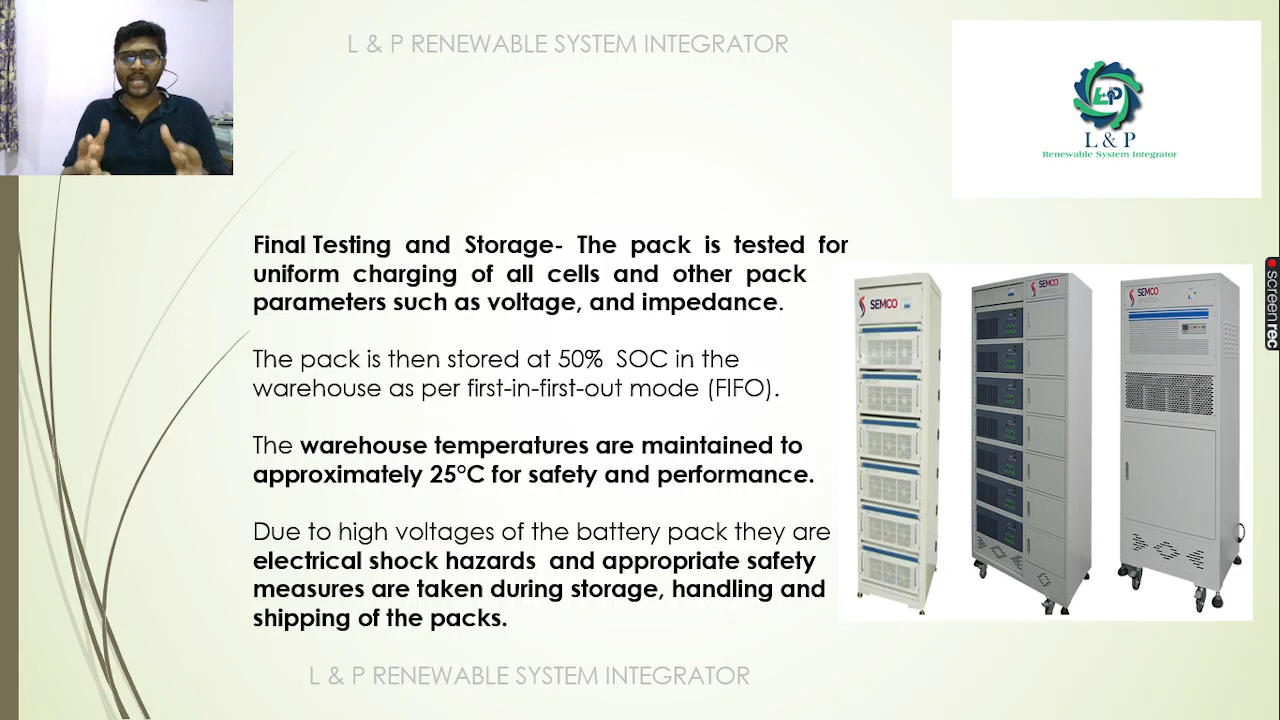 L & P RENEWABLE SYSTEM INTEGRATOR
L&P
L & P
Renewable System Integrator
Final Testing and Storage- The pack is tested for
uniform charging of all cells and other pack
parameters such as voltage, and impedance.
The pack is then stored at 50% SOC in the
warehouse as per first-in-first-out mode (FIFO).
The warehouse temperatures are maintained to
approximately 25°C for safety and performance.
Due to high voltages of the battery pack they are
electrical shock hazards and appropriate safety
measures are taken during storage, handling and
shipping of the packs.
SEMCO
SEMCO
SEMCO
screenrec
L & P RENEWABLE SYSTEM INTEGRATOR